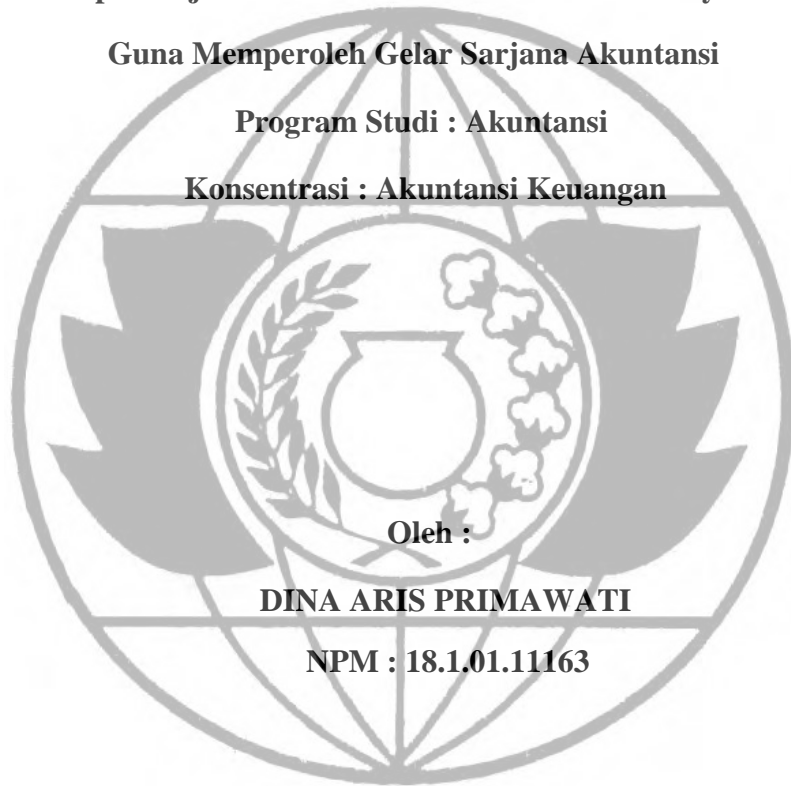 Guna Memperoleh Gelar Sarjana Akuntansi
Program Studi : Akuntansi
Konsentrasi : Akuntansi Keuangan
Oleh :
DINA ARIS PRIMAWATI
NPM : 18.1.01.11163